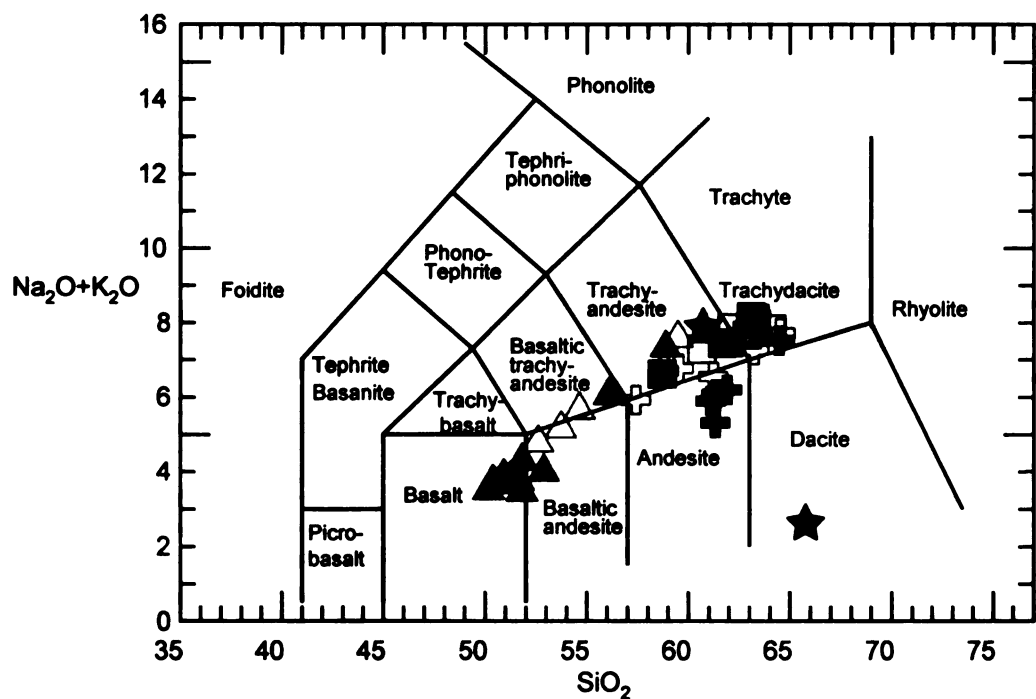 16
14
12
10
8
6
4
2
0
Na₂O+K₂O
Phonolite
Tephri-
phonolite
Trachyte
Phono-
Tephrite
Foidite
Trachy-
andesite
Trachydacite
Rhyolite
Tephrite
Basanite
Basaltic
trachy-
andesite
Trachy-
basalt
Basalt
Andesite
Dacite
Basaltic
andesite
Picro-
basalt
35 40 45 50 55 60 65 70 75
SiO₂